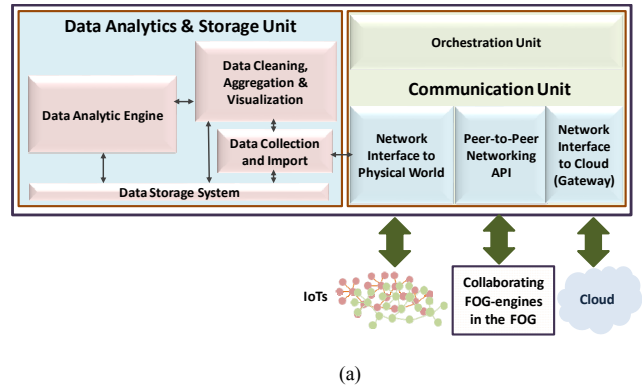 Data Analytics & Storage Unit
Data Cleaning,
Aggregation &
Visualization
Data Analytic Engine
Data Collection
and Import
Data Storage System
Orchestration Unit
Communication Unit
Network
Interface to
Physical World
Peer-to-Peer
Networking
API
Network
Interface
to Cloud
(Gateway)
IoTs
Collaborating
FOG-engines
in the FOG
Cloud
(a)